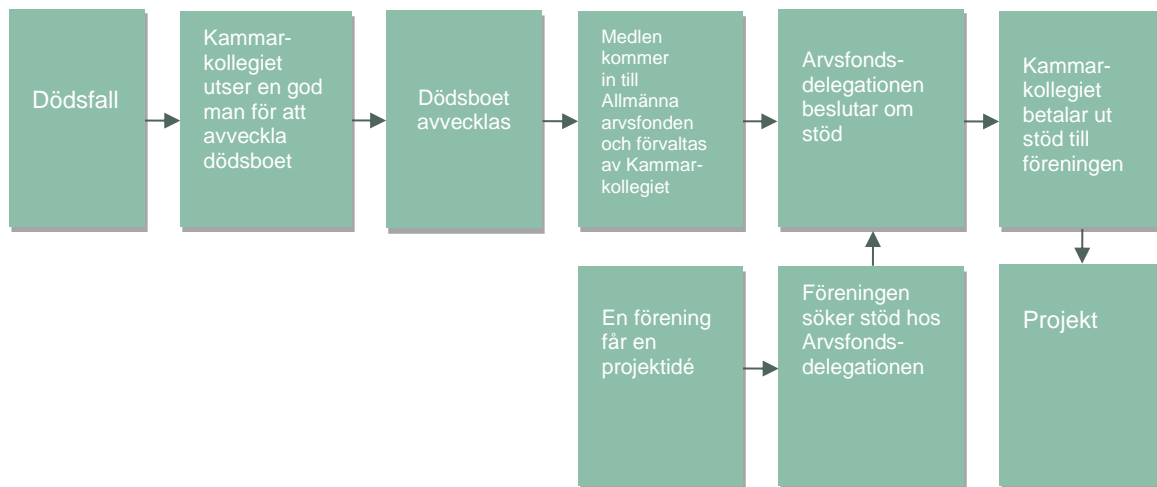 Dödsfall
Kammar-
kollegiet
utser en god
man för att
avveckla
dödsboet
Dödsboet
avvecklas
Medlen
kommer
in till
Allmänna
arvsfonden
och förvaltas
av Kammar-
kollegiet
Arvsfonds-
delegationen
beslutar om
stöd
Kammar-
kollegiet
betalar ut
stöd till
föreningen
En förening
får en
projektidé
Föreningen
söker stöd hos
Arvsfonds-
delegationen
Projekt